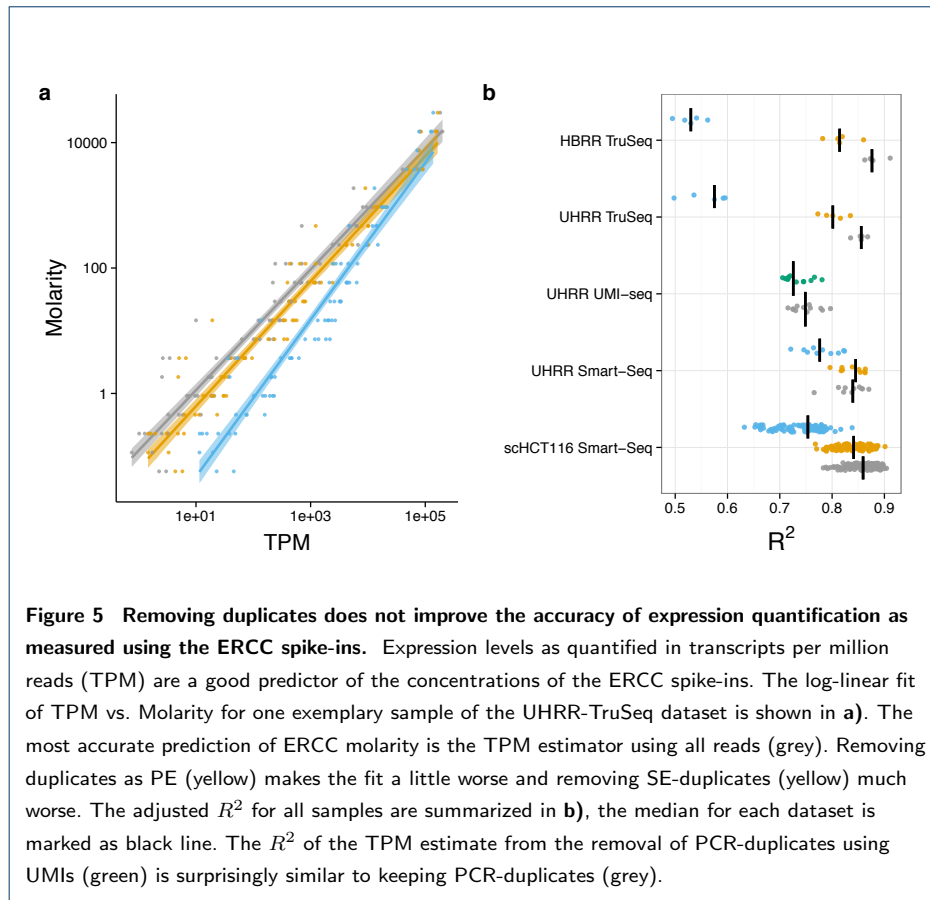 a
b
10000
100
1
Molarity
1e+01
1e+03
1e+05
TPM
HBRR TruSeq
UHRR TruSeq
UHRR UMI−seq
UHRR Smart−Seq
scHCT116 Smart−Seq
0.5
0.6
0.7
0.8
0.9
R²
Figure 5 Removing duplicates does not improve the accuracy of expression quantification as
measured using the ERCC spike-ins. Expression levels as quantified in transcripts per million
reads (TPM) are a good predictor of the concentrations of the ERCC spike-ins. The log-linear fit
of TPM vs. Molarity for one exemplary sample of the UHRR-TruSeq dataset is shown in a). The
most accurate prediction of ERCC molarity is the TPM estimator using all reads (grey). Removing
duplicates as PE (yellow) makes the fit a little worse and removing SE-duplicates (yellow) much
worse. The adjusted R² for all samples are summarized in b), the median for each dataset is
marked as black line. The R² of the TPM estimate from the removal of PCR-duplicates using
UMIs (green) is surprisingly similar to keeping PCR-duplicates (grey).